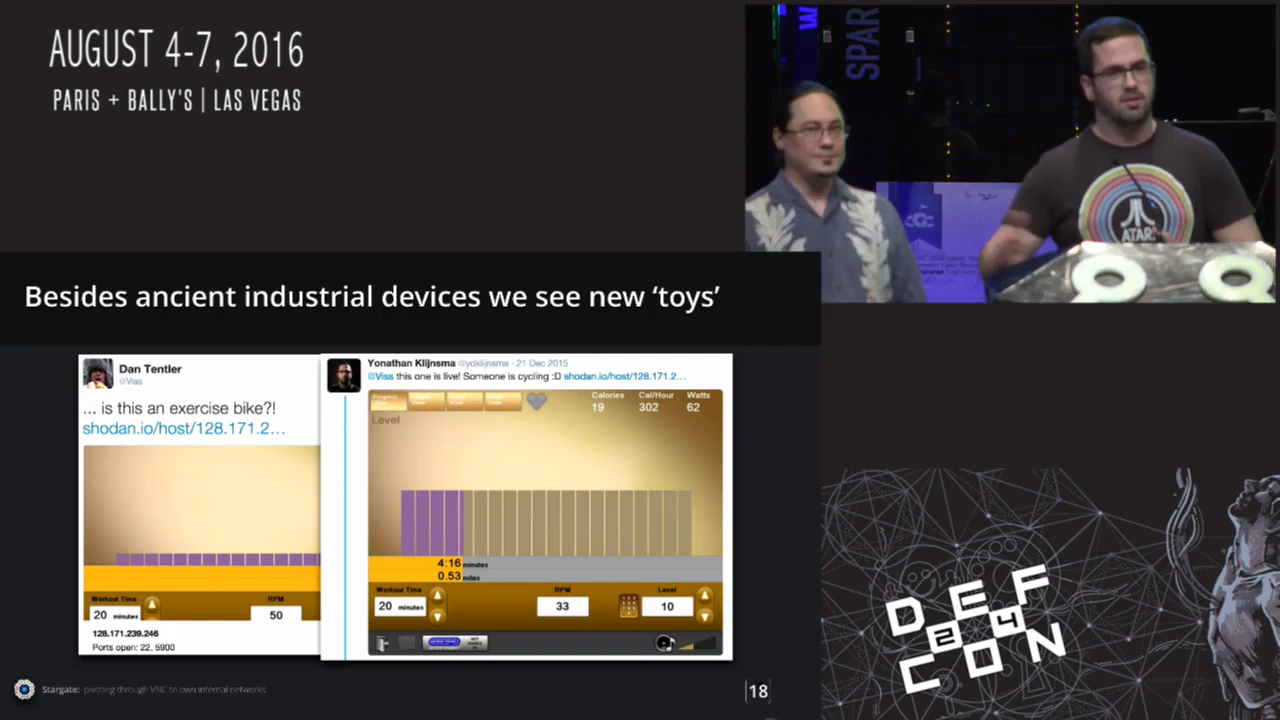 AUGUST 4-7, 2016
PARIS + BALLY'S | LAS VEGAS
SPAR
ATARI
Besides ancient industrial devices we see new ‘toys’
Dan Tentler
@Viss
... is this an exercise bike?!
shodan.io/host/128.171.2…
Workout Time
20 minutes
RPM
50
128.171.239.246
Ports open: 22, 5900
Yonathan Klijnsma @ydklijnsma · 21 Dec 2015
@Viss this one is live! Someone is cycling :D shodan.io/host/128.171.2…
Calories
19
Cal/Hour
302
Watts
62
Level
4:16 minutes
0.53 miles
Workout Time
20 minutes
RPM
33
Level
10
Stargate: pivoting through VNC to own internal networks
18
DEF
24
CON